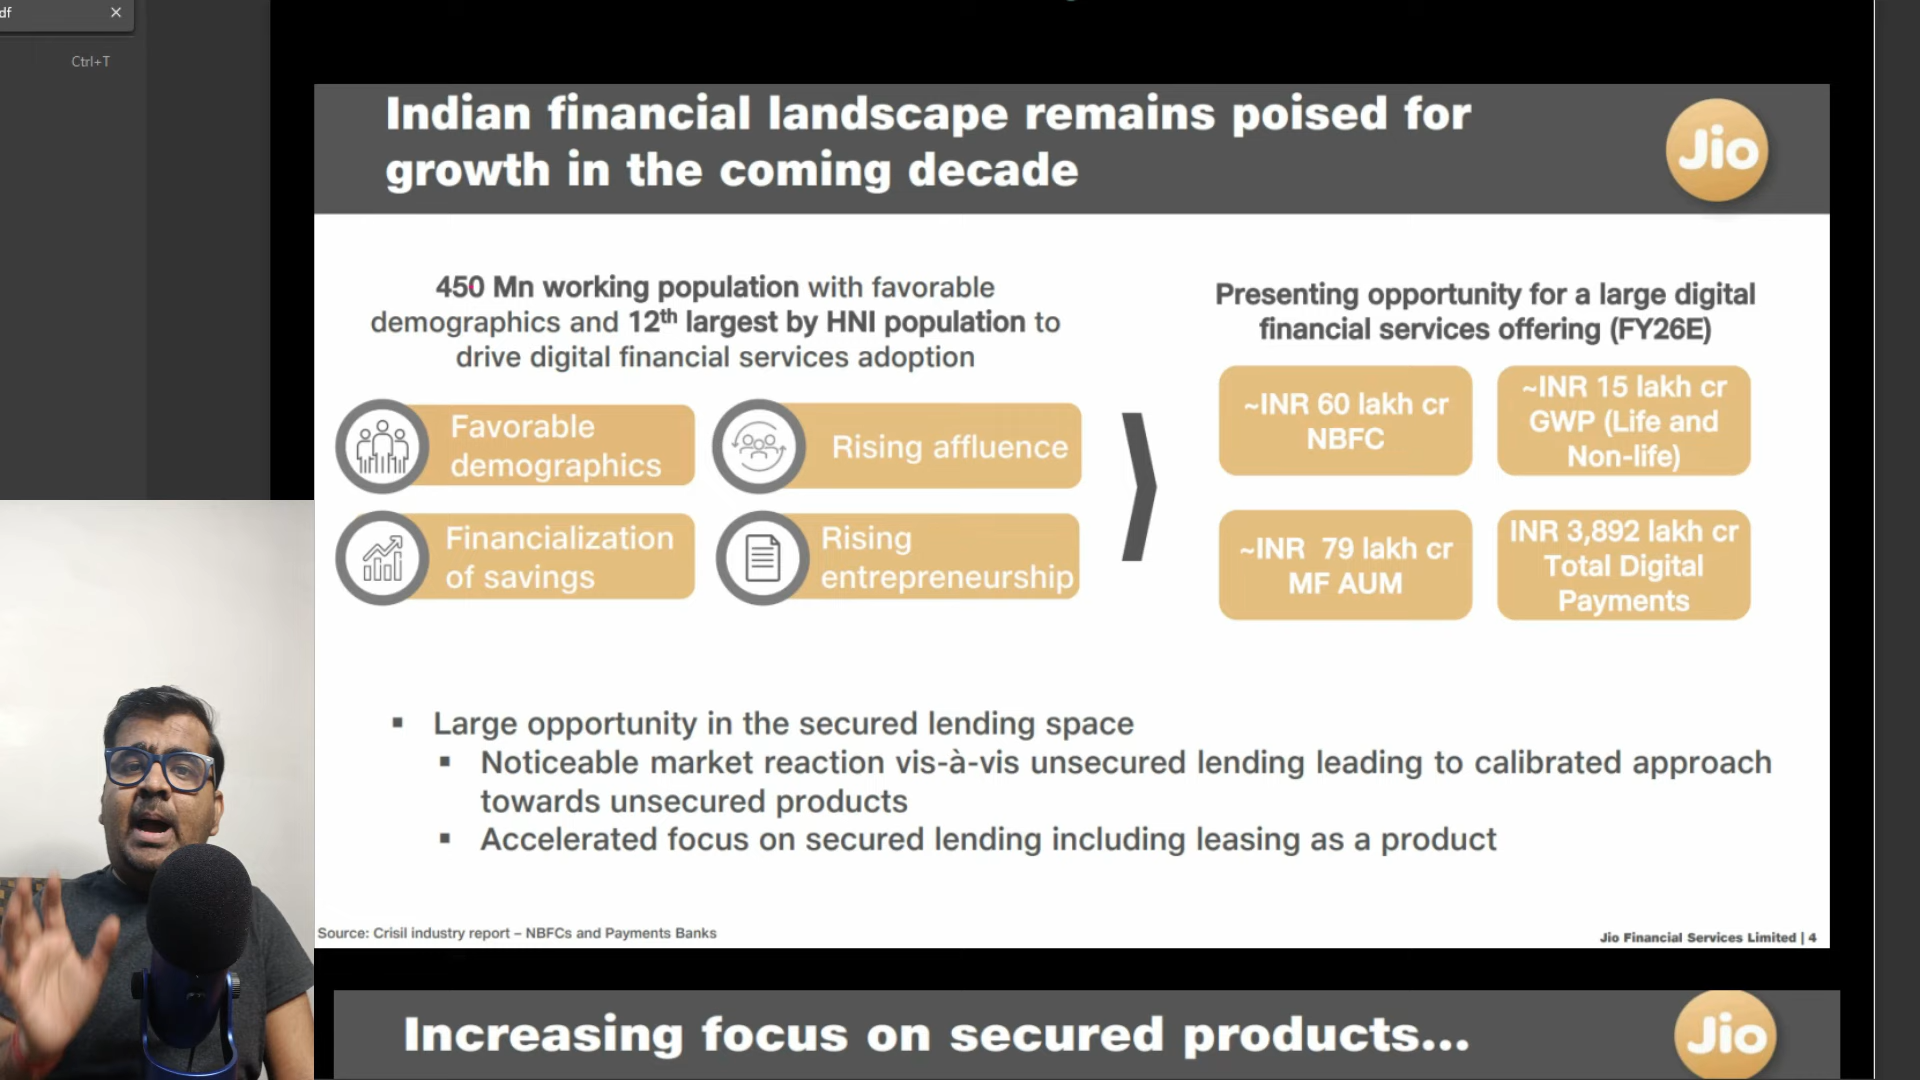 df
Ctrl+T
Indian financial landscape remains poised for
growth in the coming decade
Jio
450 Mn working population with favorable
demographics and 12th largest by HNI population to
drive digital financial services adoption
Favorable
demographics
Rising affluence
Financialization
of savings
Rising
entrepreneurship
Presenting opportunity for a large digital
financial services offering (FY26E)
~INR 60 lakh cr
NBFC
~INR 15 lakh cr
GWP (Life and
Non-life)
~INR 79 lakh cr
MF AUM
INR 3,892 lakh cr
Total Digital
Payments
▪ Large opportunity in the secured lending space
▪ Noticeable market reaction vis-à-vis unsecured lending leading to calibrated approach
towards unsecured products
▪ Accelerated focus on secured lending including leasing as a product
Source: Crisil industry report – NBFCs and Payments Banks
Jio Financial Services Limited | 4
Increasing focus on secured products...
Jio